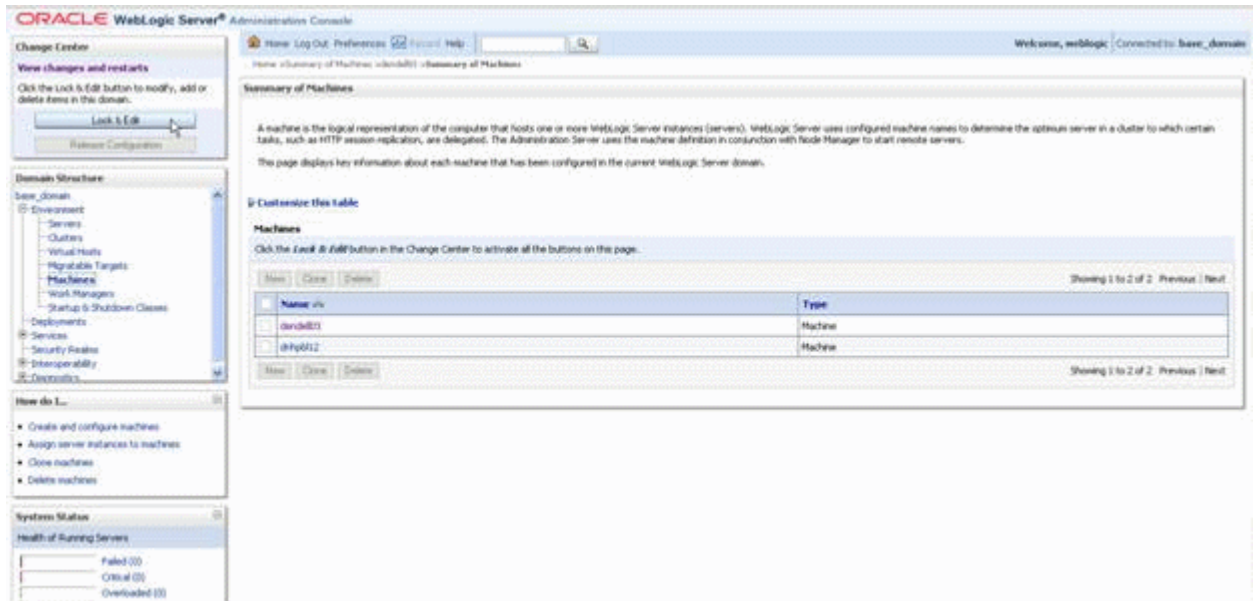 ORACLE WebLogic Server® Administration Console
Change Center
View changes and restarts
Click the Lock & Edit button to modify, add or
delete items in this domain.
Lock & Edit
Release Configuration
Domain Structure
base_domain
Environment
Servers
Clusters
Virtual Hosts
Migratable Targets
Machines
Work Managers
Startup & Shutdown Classes
Deployments
Services
Security Realms
Interoperability
Diagnostics
How do I...
Create and configure machines
Assign server instances to machines
Clone machines
Delete machines
System Status
Health of Running Servers
Failed (0)
Critical (0)
Overloaded (0)
Home Log Out Preferences Record Help
Welcome, weblogic Connected to: base_domain
Home >Summary of Machines > >Summary of Machines
Summary of Machines
A machine is the logical representation of the computer that hosts one or more WebLogic Server instances (servers). WebLogic Server uses configured machine names to determine the optimum server in a cluster to which certain
tasks, such as HTTP session replication, are delegated. The Administration Server uses the machine definition in conjunction with Node Manager to start remote servers.
This page displays key information about each machine that has been configured in the current WebLogic Server domain.
Customize this table
Machines
Click the Lock & Edit button in the Change Center to activate all the buttons on this page.
New Clone Delete
Showing 1 to 2 of 2 Previous | Next
Name Type
Machine
Machine
New Clone Delete
Showing 1 to 2 of 2 Previous | Next